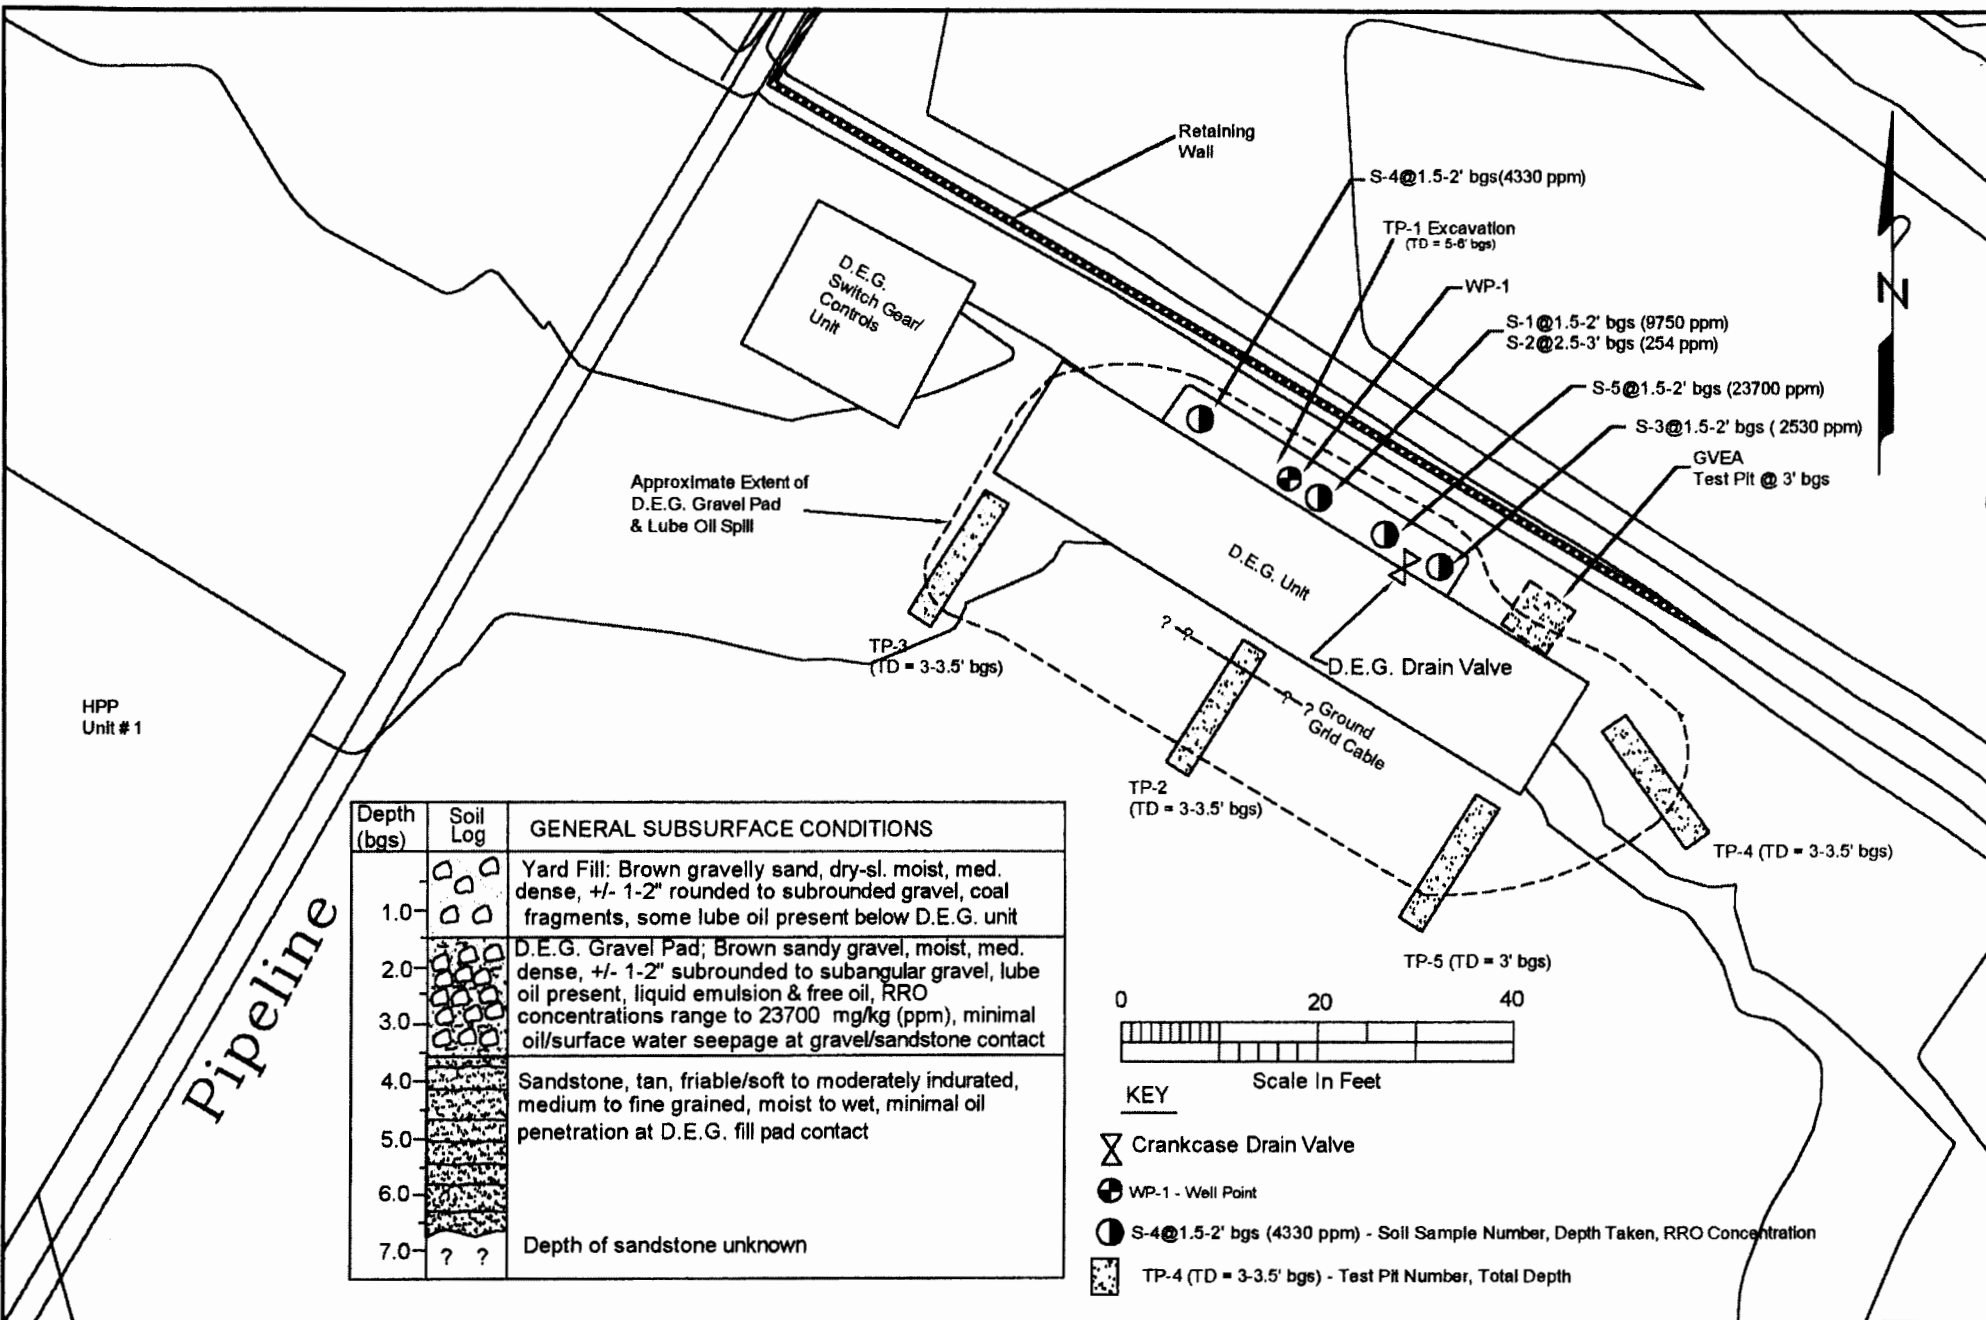 Retaining
Wall
S-4@1.5-2' bgs(4330 ppm)
TP-1 Excavation
(TD = 5-6' bgs)
WP-1
S-1@1.5-2' bgs (9750 ppm)
S-2@2.5-3' bgs (254 ppm)
S-5@1.5-2' bgs (23700 ppm)
S-3@1.5-2' bgs ( 2530 ppm)
GVEA
Test Pit @ 3' bgs
N
D.E.G.
Switch Gear/
Controls
Unit
Approximate Extent of
D.E.G. Gravel Pad
& Lube Oil Spill
D.E.G. Unit
TP-3
(TD = 3-3.5' bgs)
? ?
D.E.G. Drain Valve
? ? Ground
Grid Cable
HPP
Unit # 1
TP-2
(TD = 3-3.5' bgs)
TP-4 (TD = 3-3.5' bgs)
TP-5 (TD = 3' bgs)
Pipeline
Depth
(bgs)
Soil
Log
GENERAL SUBSURFACE CONDITIONS
Yard Fill: Brown gravelly sand, dry-sl. moist, med.
dense, +/- 1-2" rounded to subrounded gravel, coal
1.0 fragments, some lube oil present below D.E.G. unit
D.E.G. Gravel Pad; Brown sandy gravel, moist, med.
2.0 dense, +/- 1-2" subrounded to subangular gravel, lube
oil present, liquid emulsion & free oil, RRO
3.0 concentrations range to 23700 mg/kg (ppm), minimal
oil/surface water seepage at gravel/sandstone contact
4.0 Sandstone, tan, friable/soft to moderately indurated,
medium to fine grained, moist to wet, minimal oil
5.0 penetration at D.E.G. fill pad contact
6.0
7.0 ? ? Depth of sandstone unknown
0 20 40
Scale In Feet
KEY
Crankcase Drain Valve
WP-1 - Well Point
S-4@1.5-2' bgs (4330 ppm) - Soil Sample Number, Depth Taken, RRO Concentration
TP-4 (TD = 3-3.5' bgs) - Test Pit Number, Total Depth